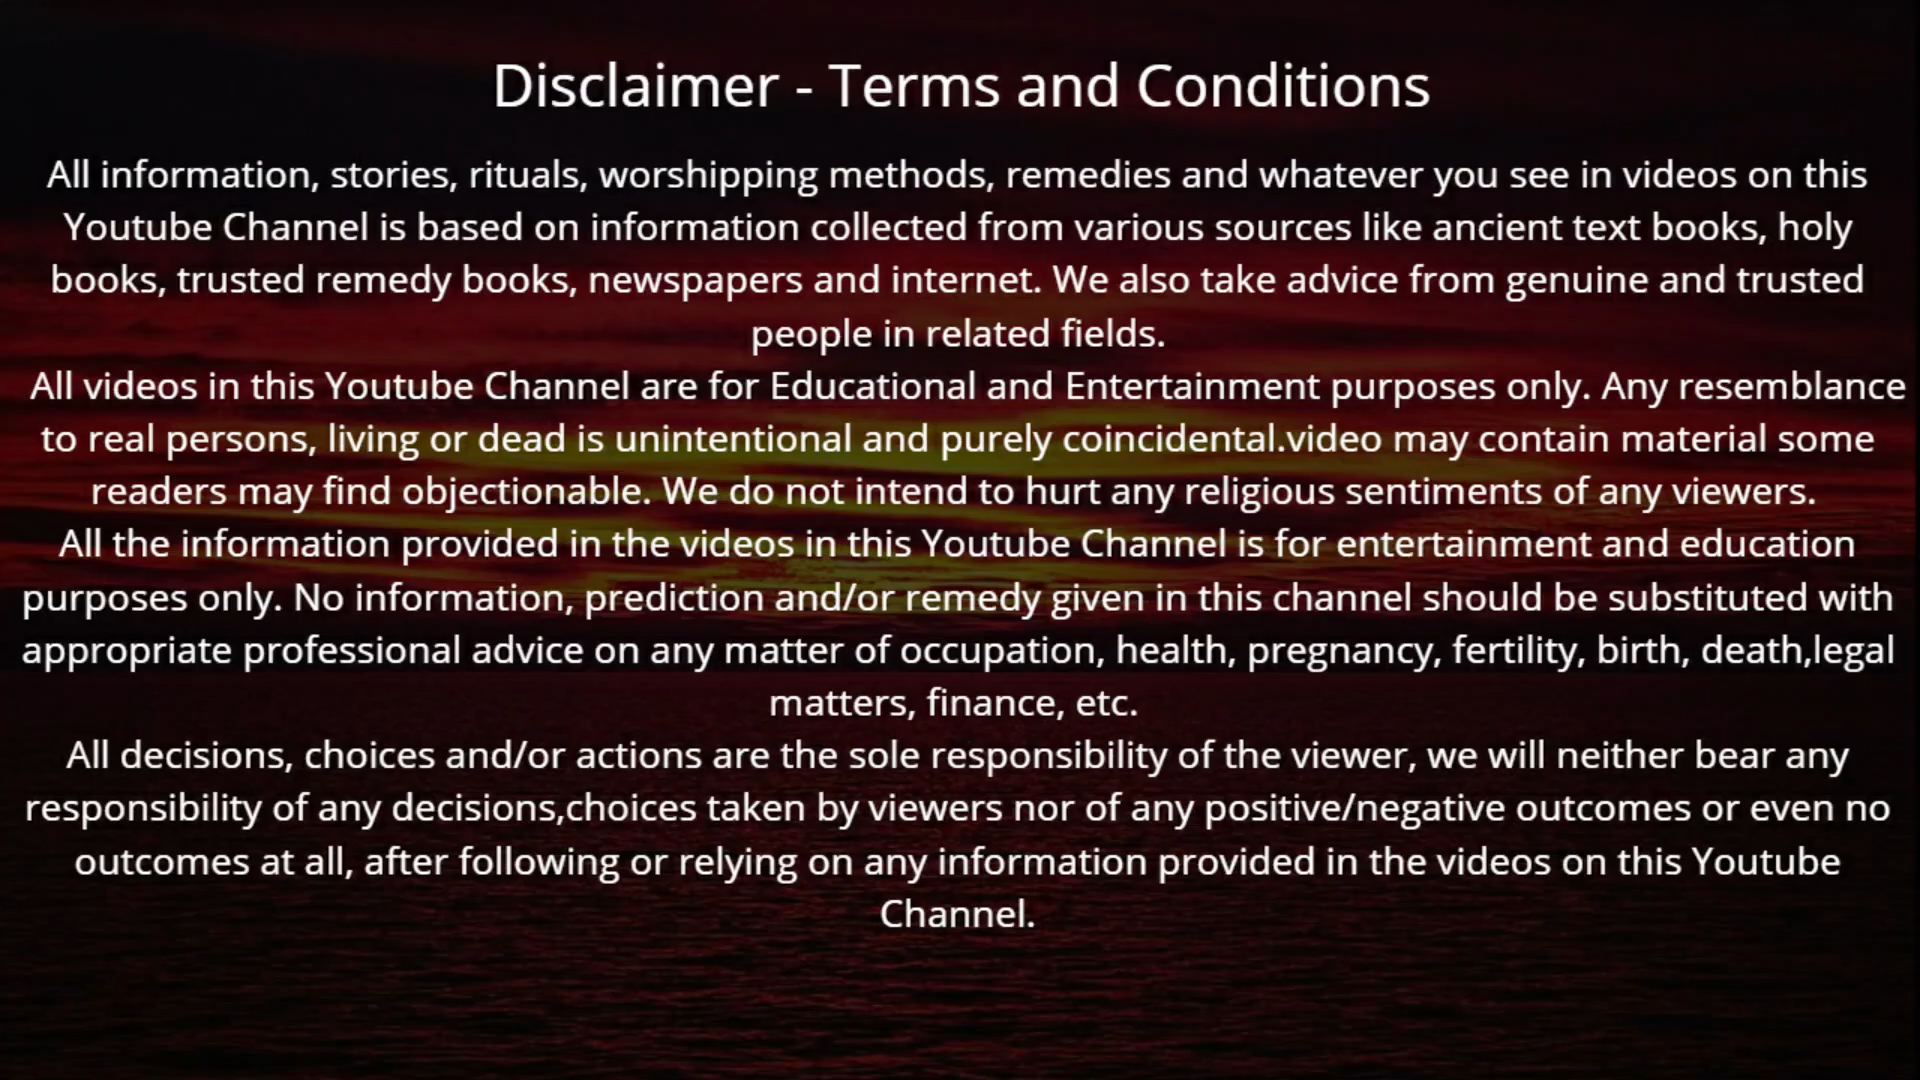 Disclaimer - Terms and Conditions
All information, stories, rituals, worshipping methods, remedies and whatever you see in videos on this
Youtube Channel is based on information collected from various sources like ancient text books, holy
books, trusted remedy books, newspapers and internet. We also take advice from genuine and trusted
people in related fields.
All videos in this Youtube Channel are for Educational and Entertainment purposes only. Any resemblance
to real persons, living or dead is unintentional and purely coincidental.video may contain material some
readers may find objectionable. We do not intend to hurt any religious sentiments of any viewers.
All the information provided in the videos in this Youtube Channel is for entertainment and education
purposes only. No information, prediction and/or remedy given in this channel should be substituted with
appropriate professional advice on any matter of occupation, health, pregnancy, fertility, birth, death,legal
matters, finance, etc.
All decisions, choices and/or actions are the sole responsibility of the viewer, we will neither bear any
responsibility of any decisions,choices taken by viewers nor of any positive/negative outcomes or even no
outcomes at all, after following or relying on any information provided in the videos on this Youtube
Channel.